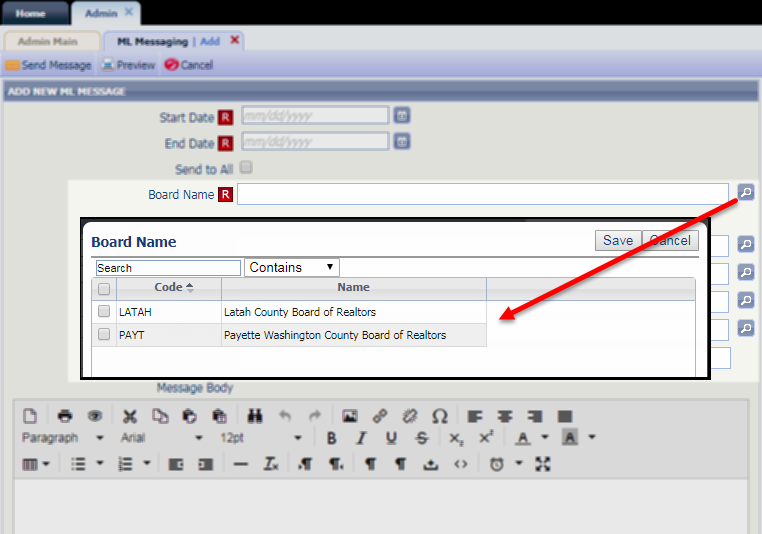 Home Admin
Admin Main ML Messaging | Add
Send Message Preview Cancel
ADD NEW ML MESSAGE
Start Date R mm/dd/yyyy
End Date R mm/dd/yyyy
Send to All
Board Name R
Board Name Save Cancel
Search Contains
Code Name
LATAH Latah County Board of Realtors
PAYT Payette Washington County Board of Realtors
Message Body
Paragraph Arial 12pt B I U S X2 X2 A A